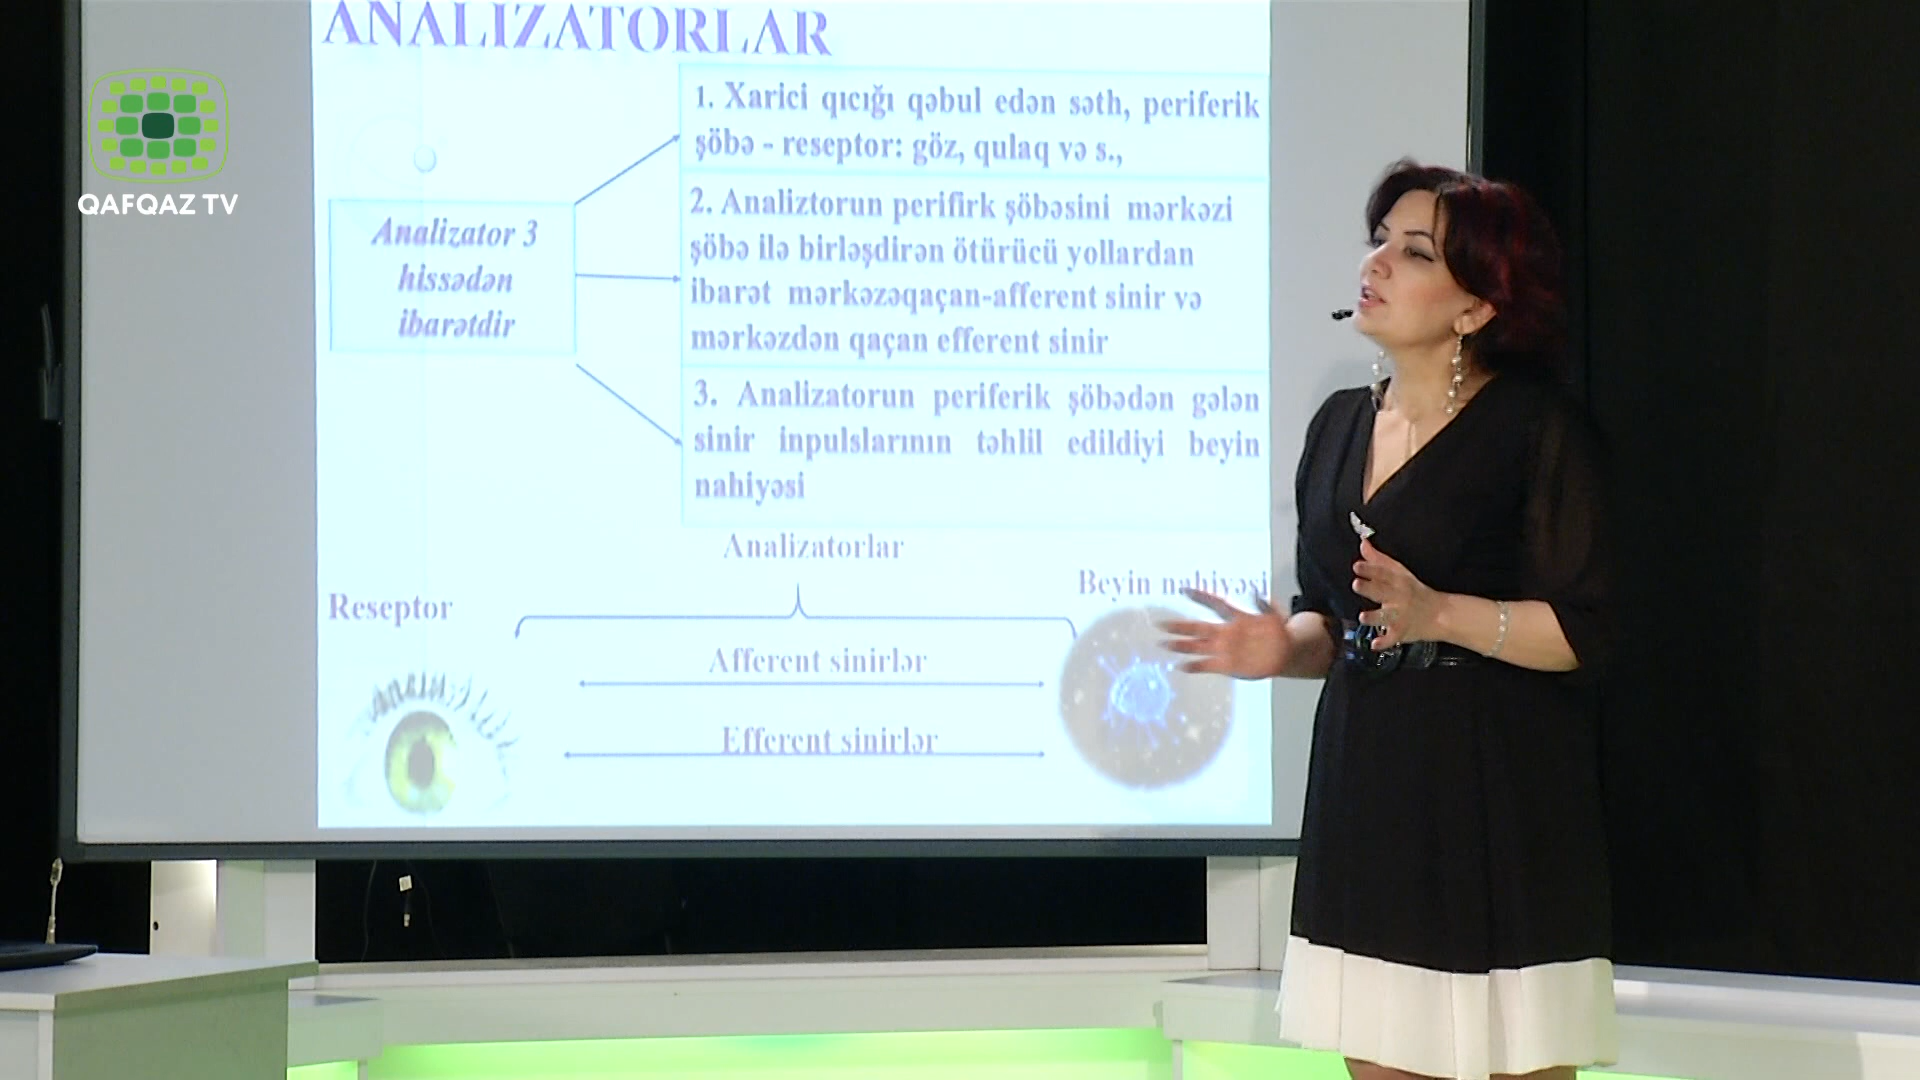 ANALIZATORLAR
QAFQAZ TV
Analizator 3
hissədən
ibarətdir
1. Xarici qıcığı qəbul edən səth, periferik
şöbə - reseptor: göz, qulaq və s.,
2. Analiztorun perifirk şöbəsini mərkəzi
şöbə ilə birləşdirən ötürücü yollardan
ibarət mərkəzəqaçan-afferent sinir və
mərkəzdən qaçan efferent sinir
3. Analizatorun periferik şöbədən gələn
sinir inpulslarının təhlil edildiyi beyin
nahiyəsi
Analizatorlar
Reseptor
Beyin nahiyəsi
Afferent sinirlər
Efferent sinirlər